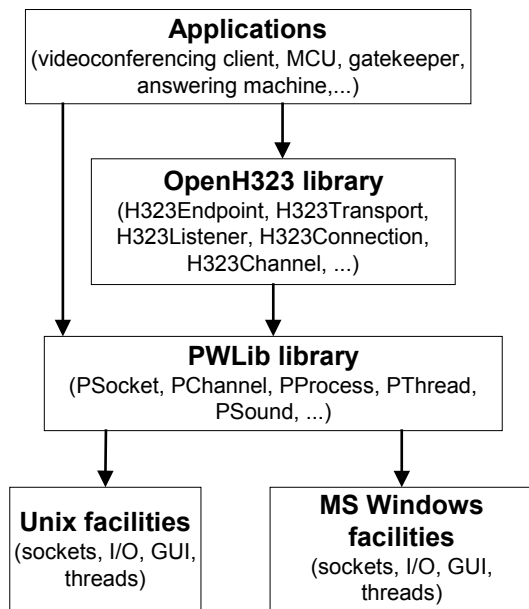 Applications
(videoconferencing client, MCU, gatekeeper,
answering machine,...)
OpenH323 library
(H323Endpoint, H323Transport,
H323Listener, H323Connection,
H323Channel, ...)
PWLib library
(PSocket, PChannel, PProcess, PThread,
PSound, ...)
Unix facilities
(sockets, I/O, GUI,
threads)
MS Windows
facilities
(sockets, I/O, GUI,
threads)